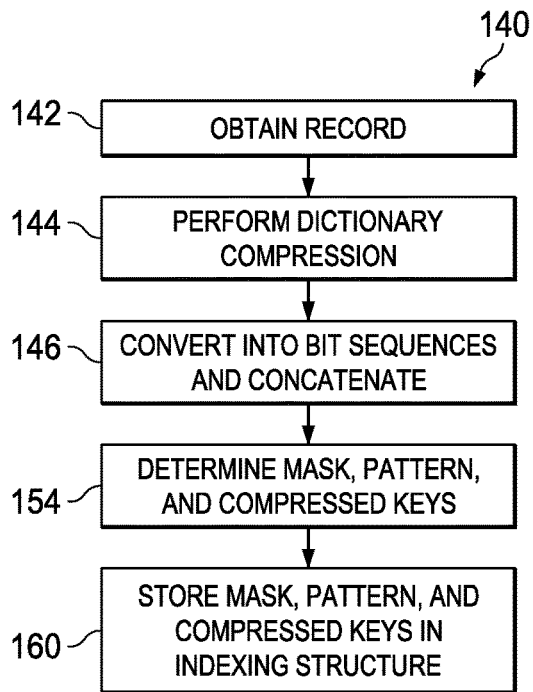 140
142
OBTAIN RECORD
144
PERFORM DICTIONARY
COMPRESSION
146
CONVERT INTO BIT SEQUENCES
AND CONCATENATE
154
DETERMINE MASK, PATTERN,
AND COMPRESSED KEYS
160
STORE MASK, PATTERN, AND
COMPRESSED KEYS IN
INDEXING STRUCTURE